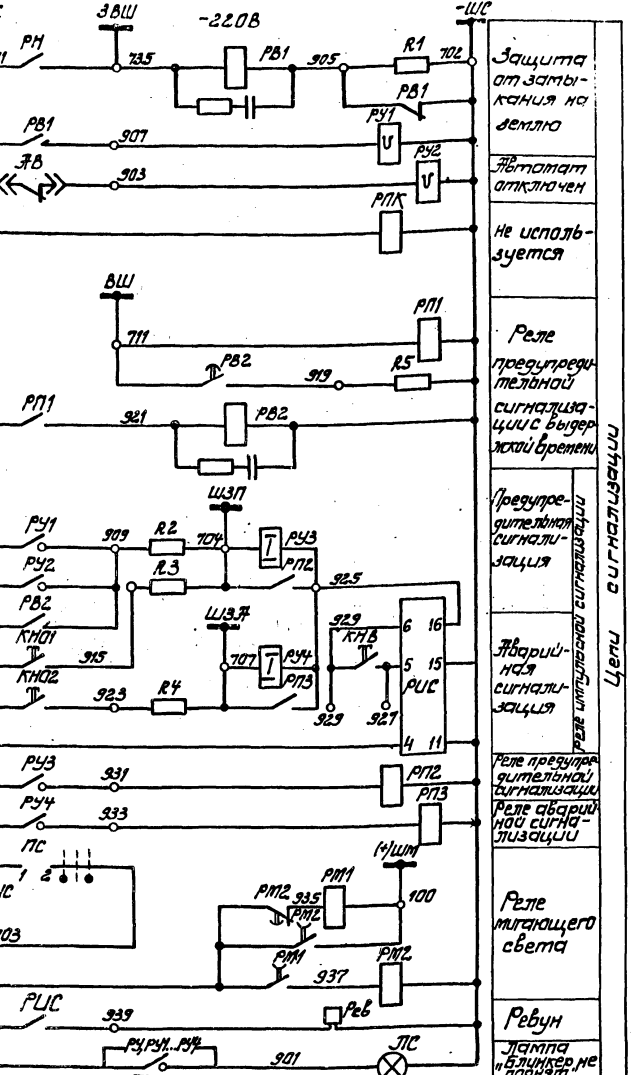 ЗВШ
-220В
-ШС
РН
735
РВ1
905
R1
702
Защита
от замы-
кания на
землю
РВ1
РВ1
907
РУ1
АВ
903
РУ2
Автомат
отключен
РПК
Не исполь-
зуется
ВШ
711
РП1
Реле
предупреди-
тельной
сигнализа-
ции с выдер-
жкой времени
РВ2
919
R5
РП1
921
РВ2
ШЗП
Предупре-
дительная
сигнали-
зация
РУ1
909
R2
704
РУ3
РУ2
R3
РП2
925
РВ2
ШЗА
929
КНВ
6
16
КНО1
915
707
РУ4
5
РИС
15
Аварий-
ная
сигнали-
зация
КНО2
923
R4
РП3
929
927
4
11
Реле импульсной сигнализации
Цепи сигнализации
РУ3
931
РП2
Реле предупре-
дительной
сигнализации
РУ4
933
РП3
Реле аварий-
ной сигна-
лизации
ПС
1
2
(+)ШМ
РМ2
935
РМ1
100
Реле
мигающего
света
РМ2
РМ1
937
РМ2
РИС
939
Рев
Ревун
РУ,РУ1...РУ4
901
ЛС
Лампа
"Блинкер не